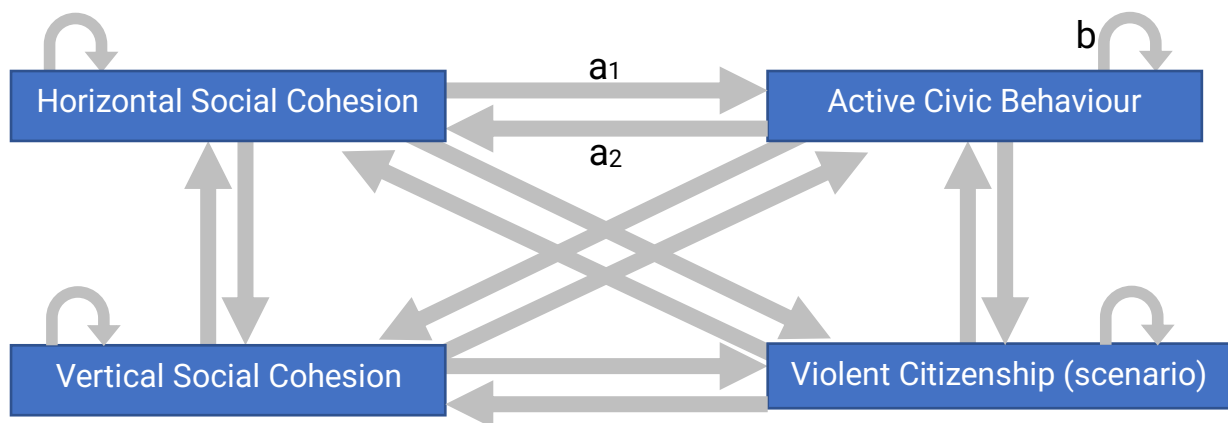 b
a1
Horizontal Social Cohesion
Active Civic Behaviour
a2
Vertical Social Cohesion
Violent Citizenship (scenario)